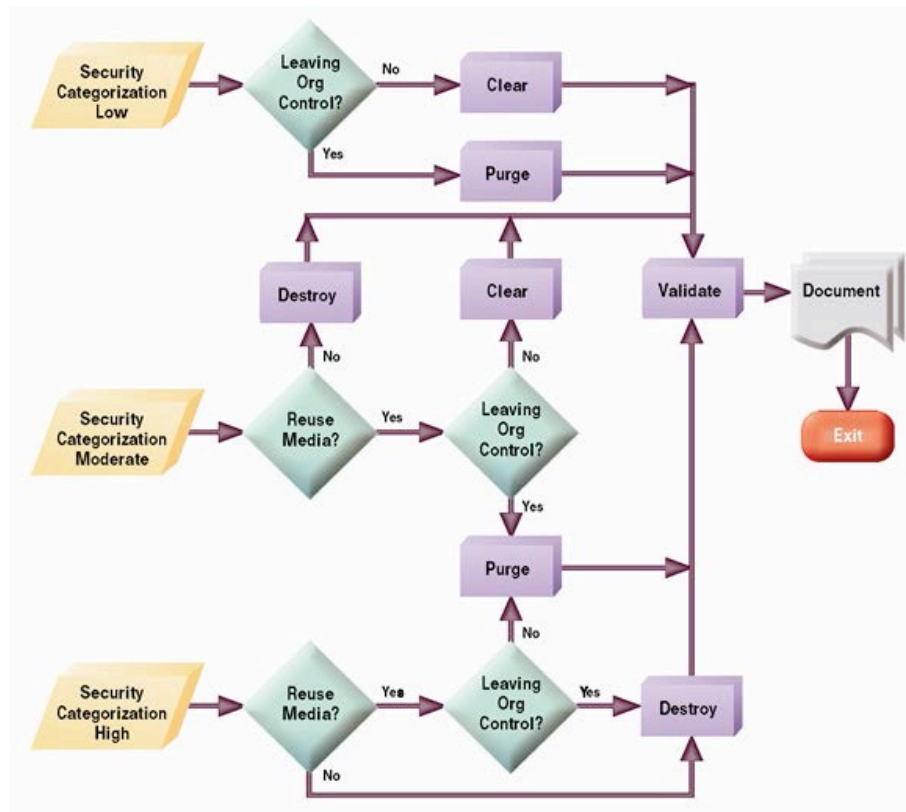 Security
Categorization
Low
Leaving
Org
Control?
No
Clear
Yes
Purge
Destroy
Clear
Validate
Document
No
No
Security
Categorization
Moderate
Reuse
Media?
Yes
Leaving
Org
Control?
Exit
Yes
Purge
No
Security
Categorization
High
Reuse
Media?
Yes
Leaving
Org
Control?
Yes
Destroy
No